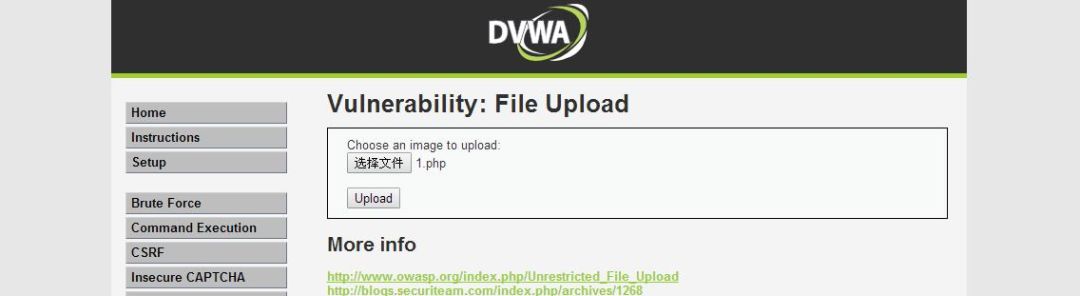 DVWA
Home
Instructions
Setup
Brute Force
Command Execution
CSRF
Insecure CAPTCHA
Vulnerability: File Upload
Choose an image to upload:
选择文件 1.php
Upload
More info
http://www.owasp.org/index.php/Unrestricted_File_Upload
http://blogs.securiteam.com/index.php/archives/1268